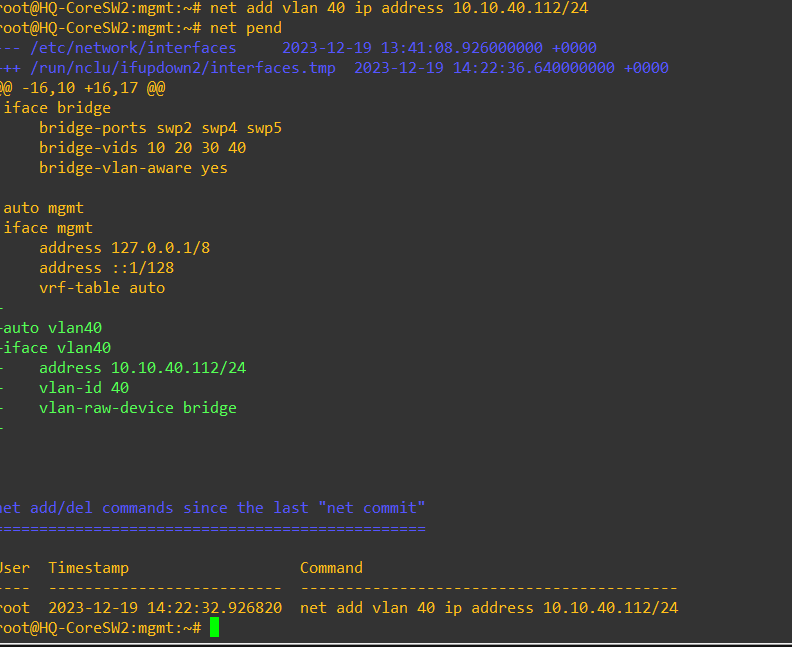 root@HQ-CoreSW2:mgmt:~# net add vlan 40 ip address 10.10.40.112/24
root@HQ-CoreSW2:mgmt:~# net pend
--- /etc/network/interfaces     2023-12-19 13:41:08.926000000 +0000
+++ /run/nclu/ifupdown2/interfaces.tmp  2023-12-19 14:22:36.640000000 +0000
@@ -16,10 +16,17 @@
 iface bridge
     bridge-ports swp2 swp4 swp5
     bridge-vids 10 20 30 40
     bridge-vlan-aware yes

 auto mgmt
 iface mgmt
     address 127.0.0.1/8
     address ::1/128
     vrf-table auto
+
+auto vlan40
+iface vlan40
+    address 10.10.40.112/24
+    vlan-id 40
+    vlan-raw-device bridge
+

net add/del commands since the last "net commit"
================================================

User  Timestamp                   Command
----  --------------------------  ------------------------------------------
root  2023-12-19 14:22:32.926820  net add vlan 40 ip address 10.10.40.112/24
root@HQ-CoreSW2:mgmt:~#